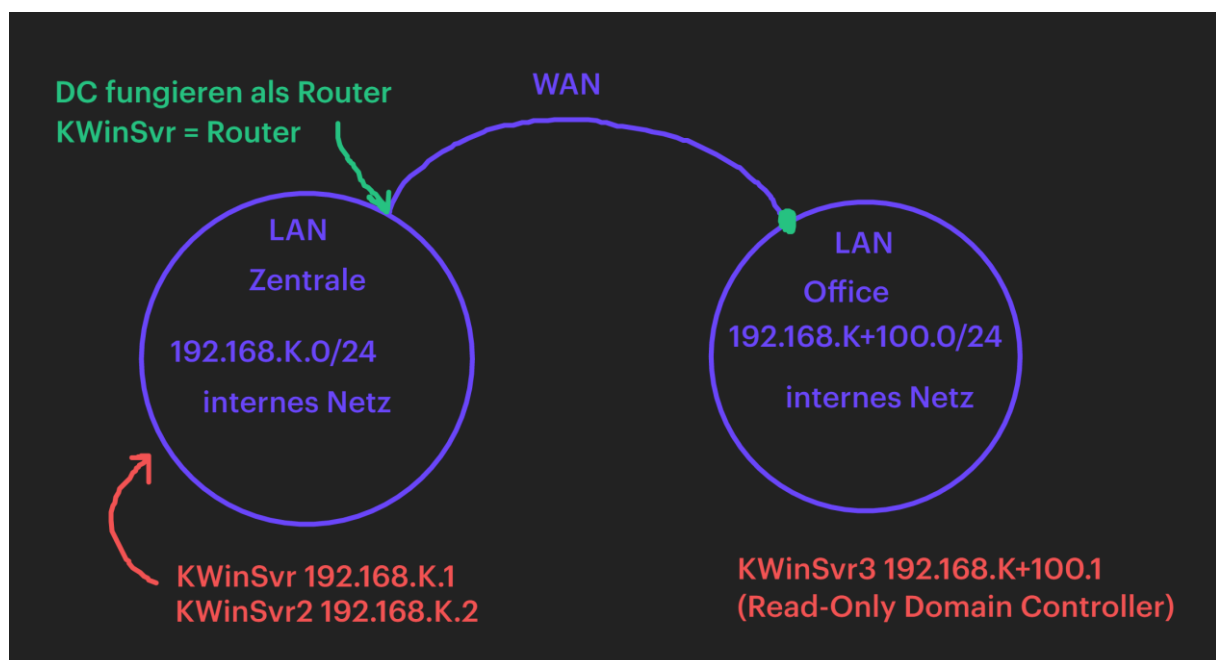 DC fungieren als Router
KWinSvr = Router
WAN
LAN
Zentrale
192.168.K.0/24
internes Netz
LAN
Office
192.168.K+100.0/24
internes Netz
KWinSvr 192.168.K.1
KWinSvr2 192.168.K.2
KWinSvr3 192.168.K+100.1
(Read-Only Domain Controller)